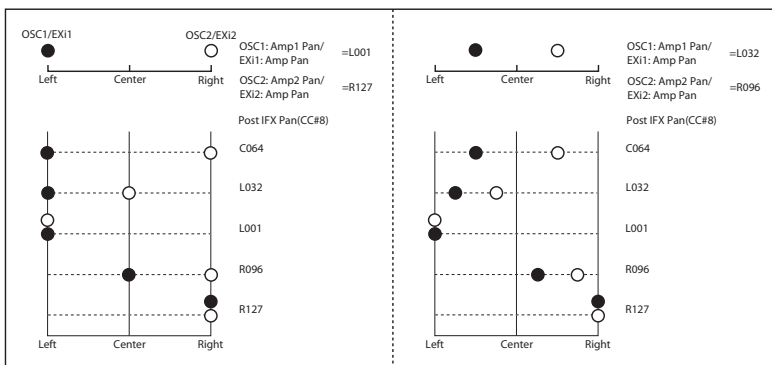 OSC1/EXi1
OSC2/EXi2
OSC1: Amp1 Pan/
EXi1: Amp Pan
=L001
Left
Center
Right
OSC2: Amp2 Pan/
EXi2: Amp Pan
=R127
Post IFX Pan(CC#8)
C064
L032
L001
R096
R127
Left
Center
Right
OSC1: Amp1 Pan/
EXi1: Amp Pan
=L032
Left
Center
Right
OSC2: Amp2 Pan/
EXi2: Amp Pan
=R096
Post IFX Pan(CC#8)
C064
L032
L001
R096
R127
Left
Center
Right